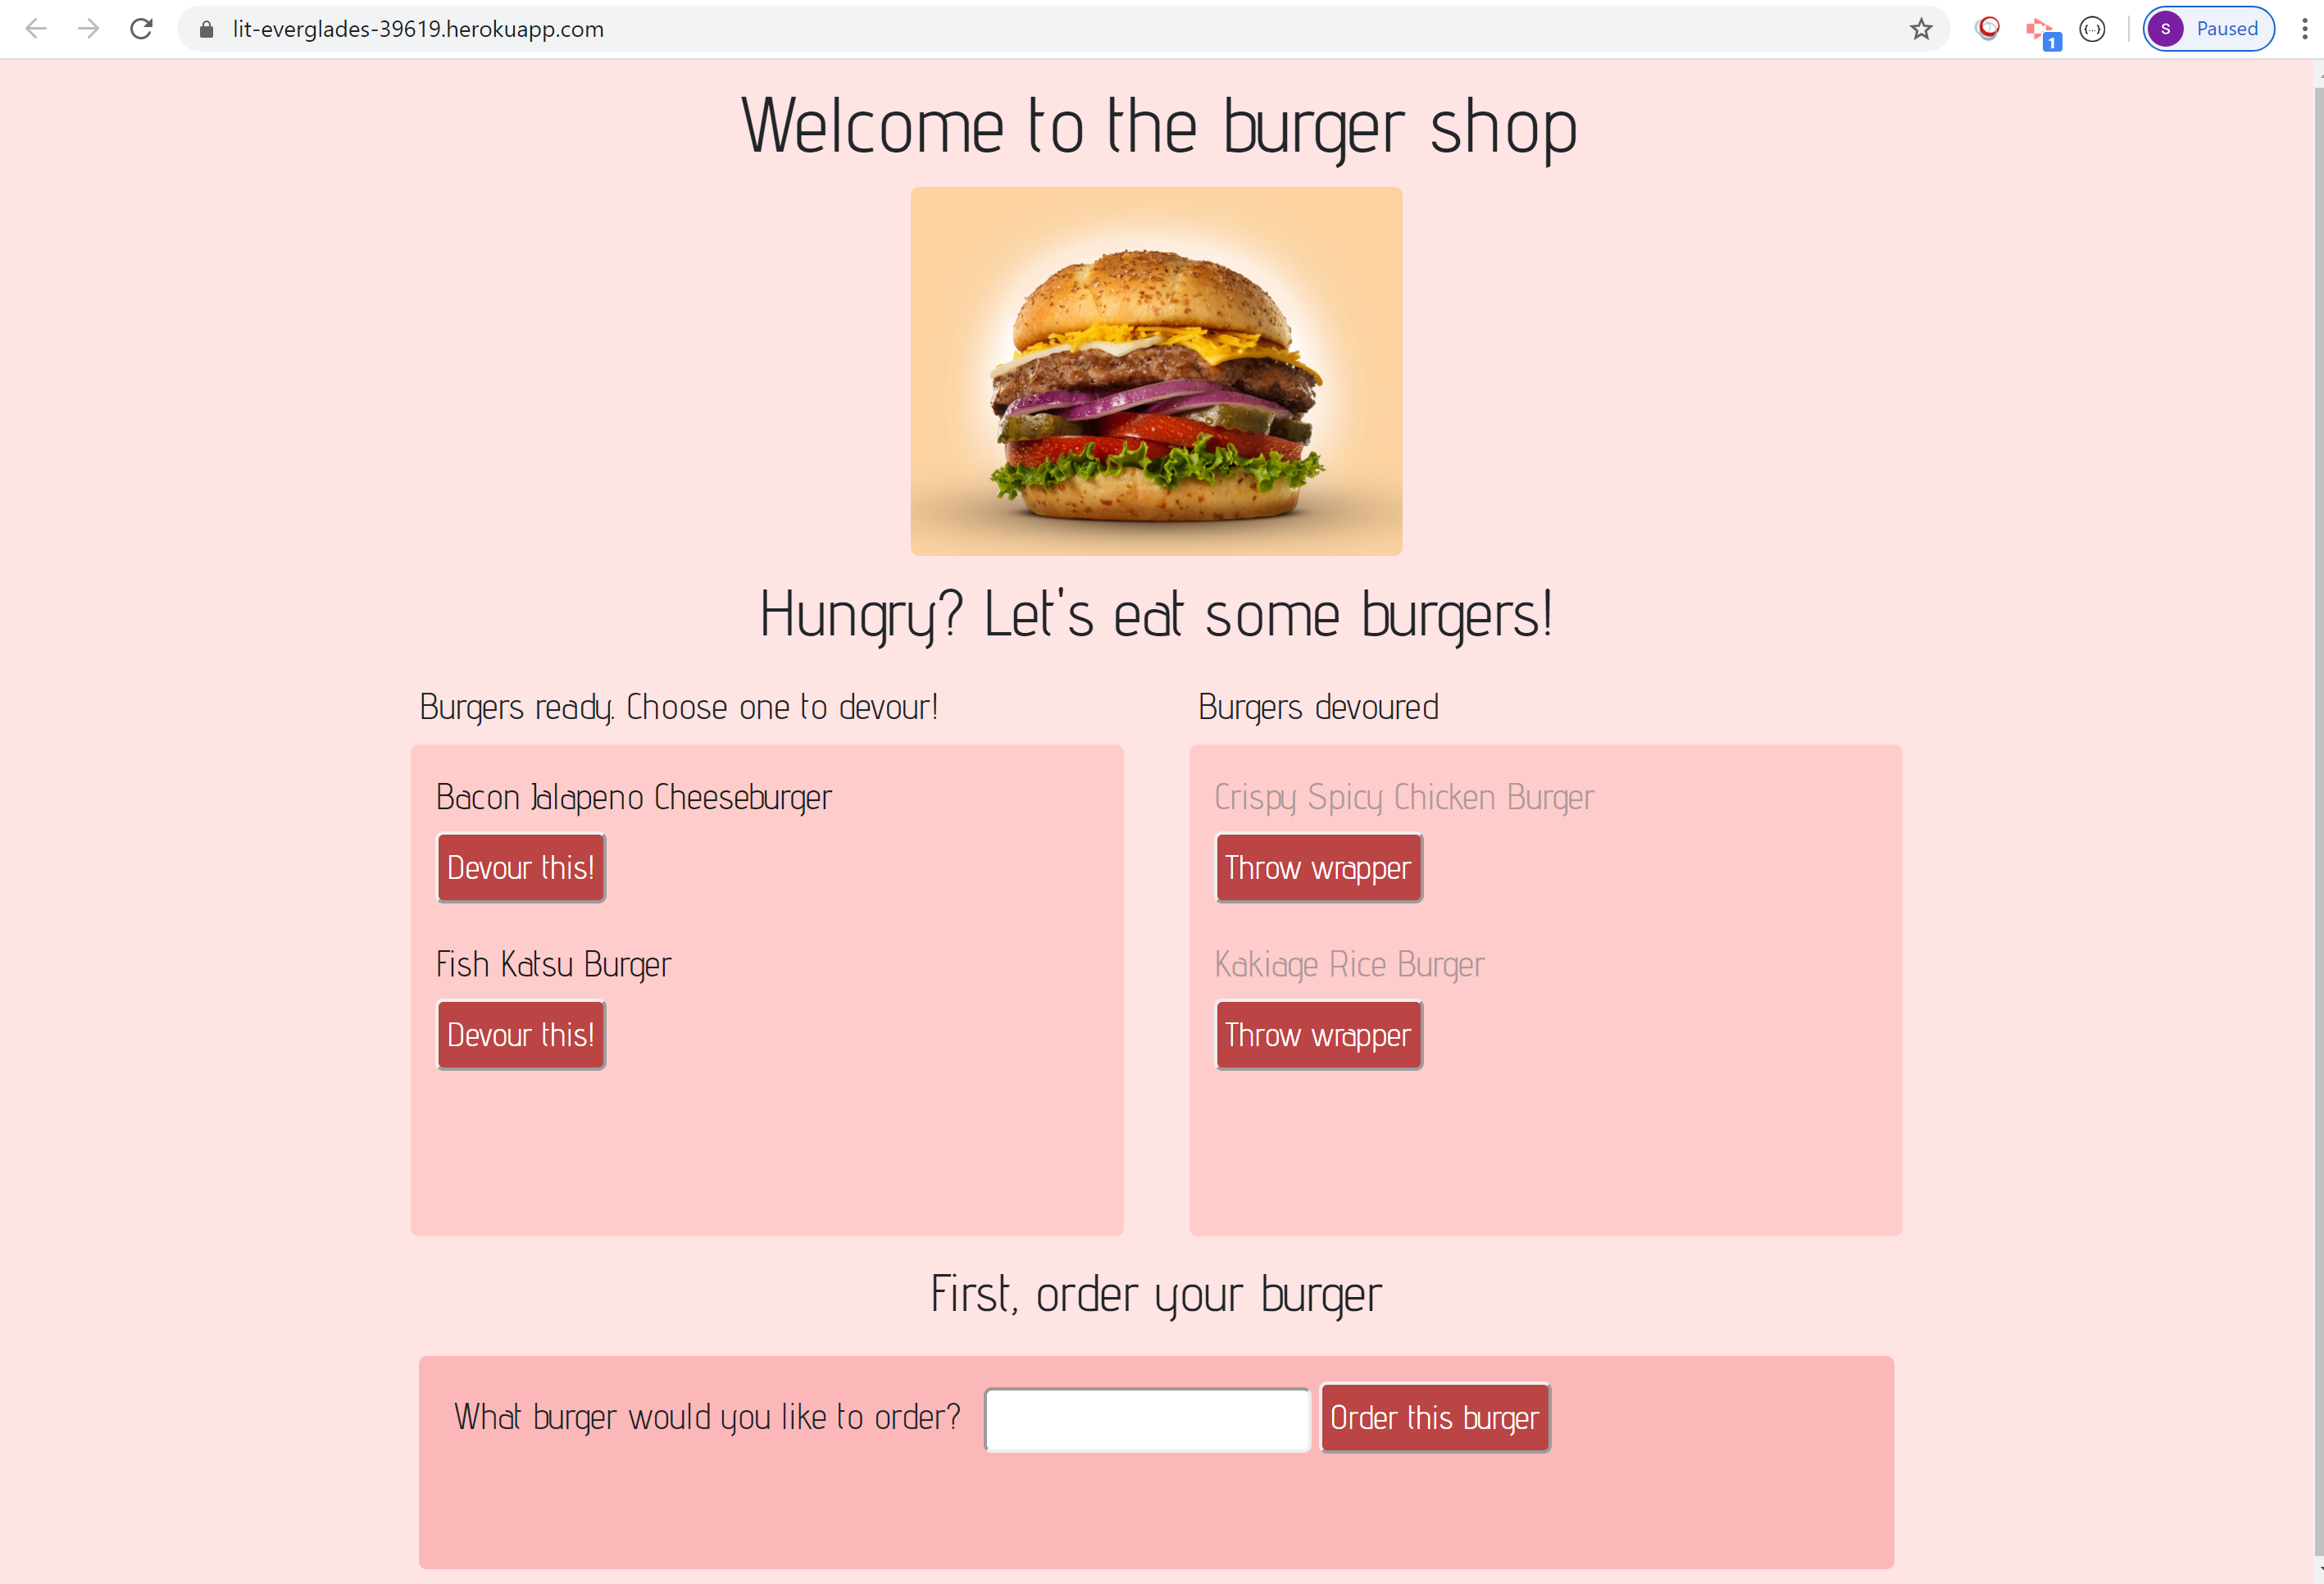 lit-everglades-39619.herokuapp.com
1
{...}
S
Paused
Welcome to the burger shop
Hungry? Let's eat some burgers!
Burgers ready. Choose one to devour!
Bacon Jalapeno Cheeseburger
Devour this!
Fish Katsu Burger
Devour this!
Burgers devoured
Crispy Spicy Chicken Burger
Throw wrapper
Kakiage Rice Burger
Throw wrapper
First, order your burger
What burger would you like to order?
Order this burger